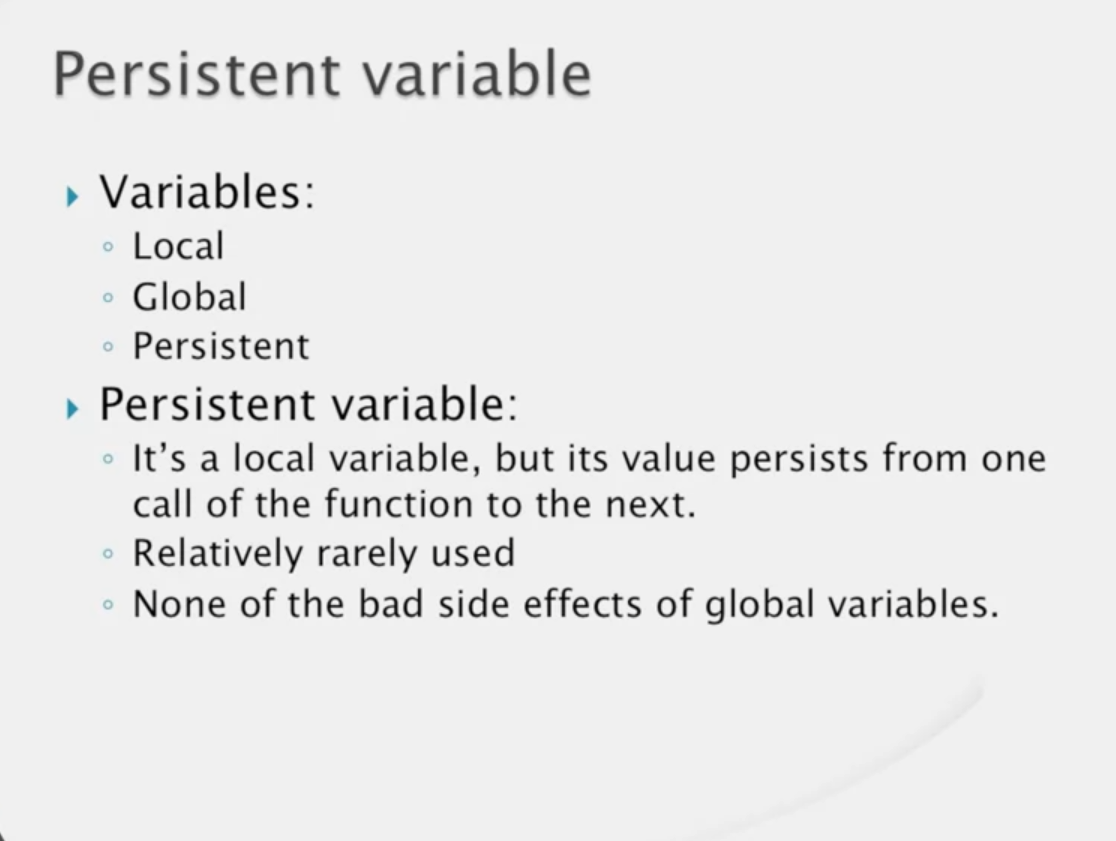 Persistent variable
Variables:
Local
Global
Persistent
Persistent variable:
It’s a local variable, but its value persists from one
call of the function to the next.
Relatively rarely used
None of the bad side effects of global variables.